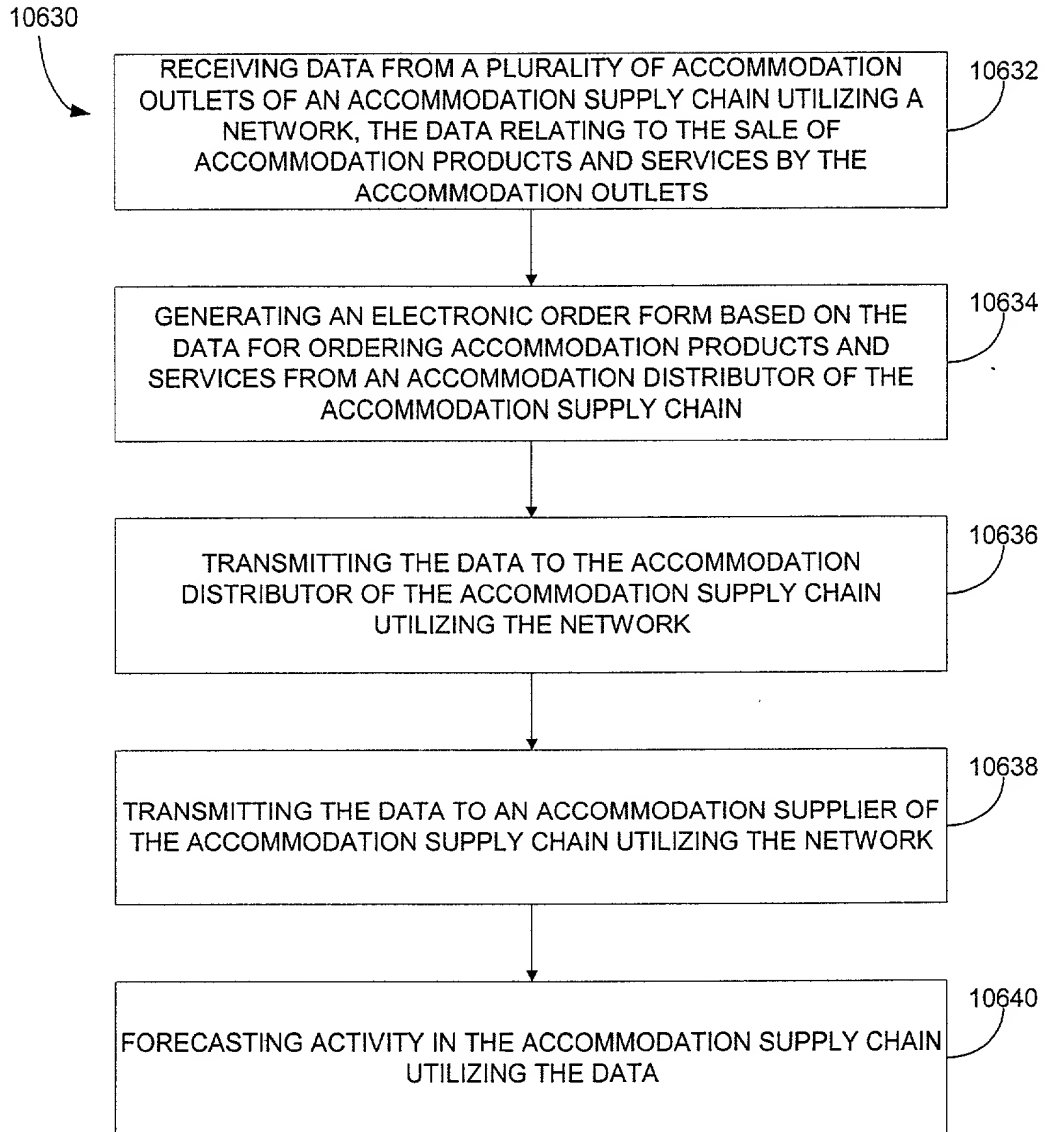 10630
RECEIVING DATA FROM A PLURALITY OF ACCOMMODATION
OUTLETS OF AN ACCOMMODATION SUPPLY CHAIN UTILIZING A
NETWORK, THE DATA RELATING TO THE SALE OF
ACCOMMODATION PRODUCTS AND SERVICES BY THE
ACCOMMODATION OUTLETS
10632
GENERATING AN ELECTRONIC ORDER FORM BASED ON THE
DATA FOR ORDERING ACCOMMODATION PRODUCTS AND
SERVICES FROM AN ACCOMMODATION DISTRIBUTOR OF THE
ACCOMMODATION SUPPLY CHAIN
10634
TRANSMITTING THE DATA TO THE ACCOMMODATION
DISTRIBUTOR OF THE ACCOMMODATION SUPPLY CHAIN
UTILIZING THE NETWORK
10636
TRANSMITTING THE DATA TO AN ACCOMMODATION SUPPLIER OF
THE ACCOMMODATION SUPPLY CHAIN UTILIZING THE NETWORK
10638
FORECASTING ACTIVITY IN THE ACCOMMODATION SUPPLY CHAIN
UTILIZING THE DATA
10640